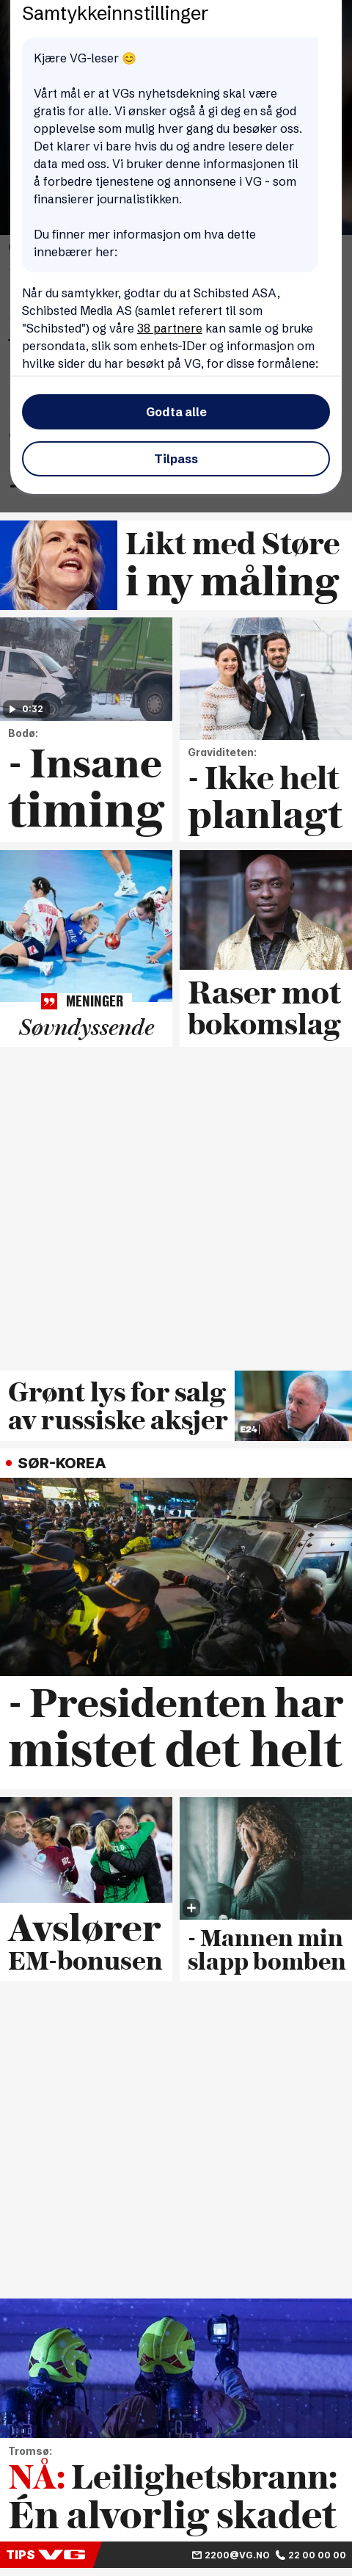 Samtykkeinnstillinger
Kjære VG-leser 😊
Vårt mål er at VGs nyhetsdekning skal være
gratis for alle. Vi ønsker også å gi deg en så god
opplevelse som mulig hver gang du besøker oss.
Det klarer vi bare hvis du og andre lesere deler
data med oss. Vi bruker denne informasjonen til
å forbedre tjenestene og annonsene i VG - som
finansierer journalistikken.
Du finner mer informasjon om hva dette
innebærer her:
Når du samtykker, godtar du at Schibsted ASA,
Schibsted Media AS (samlet referert til som
"Schibsted") og våre 38 partnere kan samle og bruke
persondata, slik som enhets-IDer og informasjon om
hvilke sider du har besøkt på VG, for disse formålene:
Godta alle
Tilpass
Likt med Støre
i ny måling
0:32
Bodø:
- Insane
timing
Graviditeten:
- Ikke helt
planlagt
MENINGER
Søvndyssende
Raser mot
bokomslag
Grønt lys for salg
av russiske aksjer
E24
SØR-KOREA
- Presidenten har
mistet det helt
Avslører
EM-bonusen
- Mannen min
slapp bomben
Tromsø:
NÅ: Leilighetsbrann:
Én alvorlig skadet
TIPS VG 2200@VG.NO 22 00 00 00